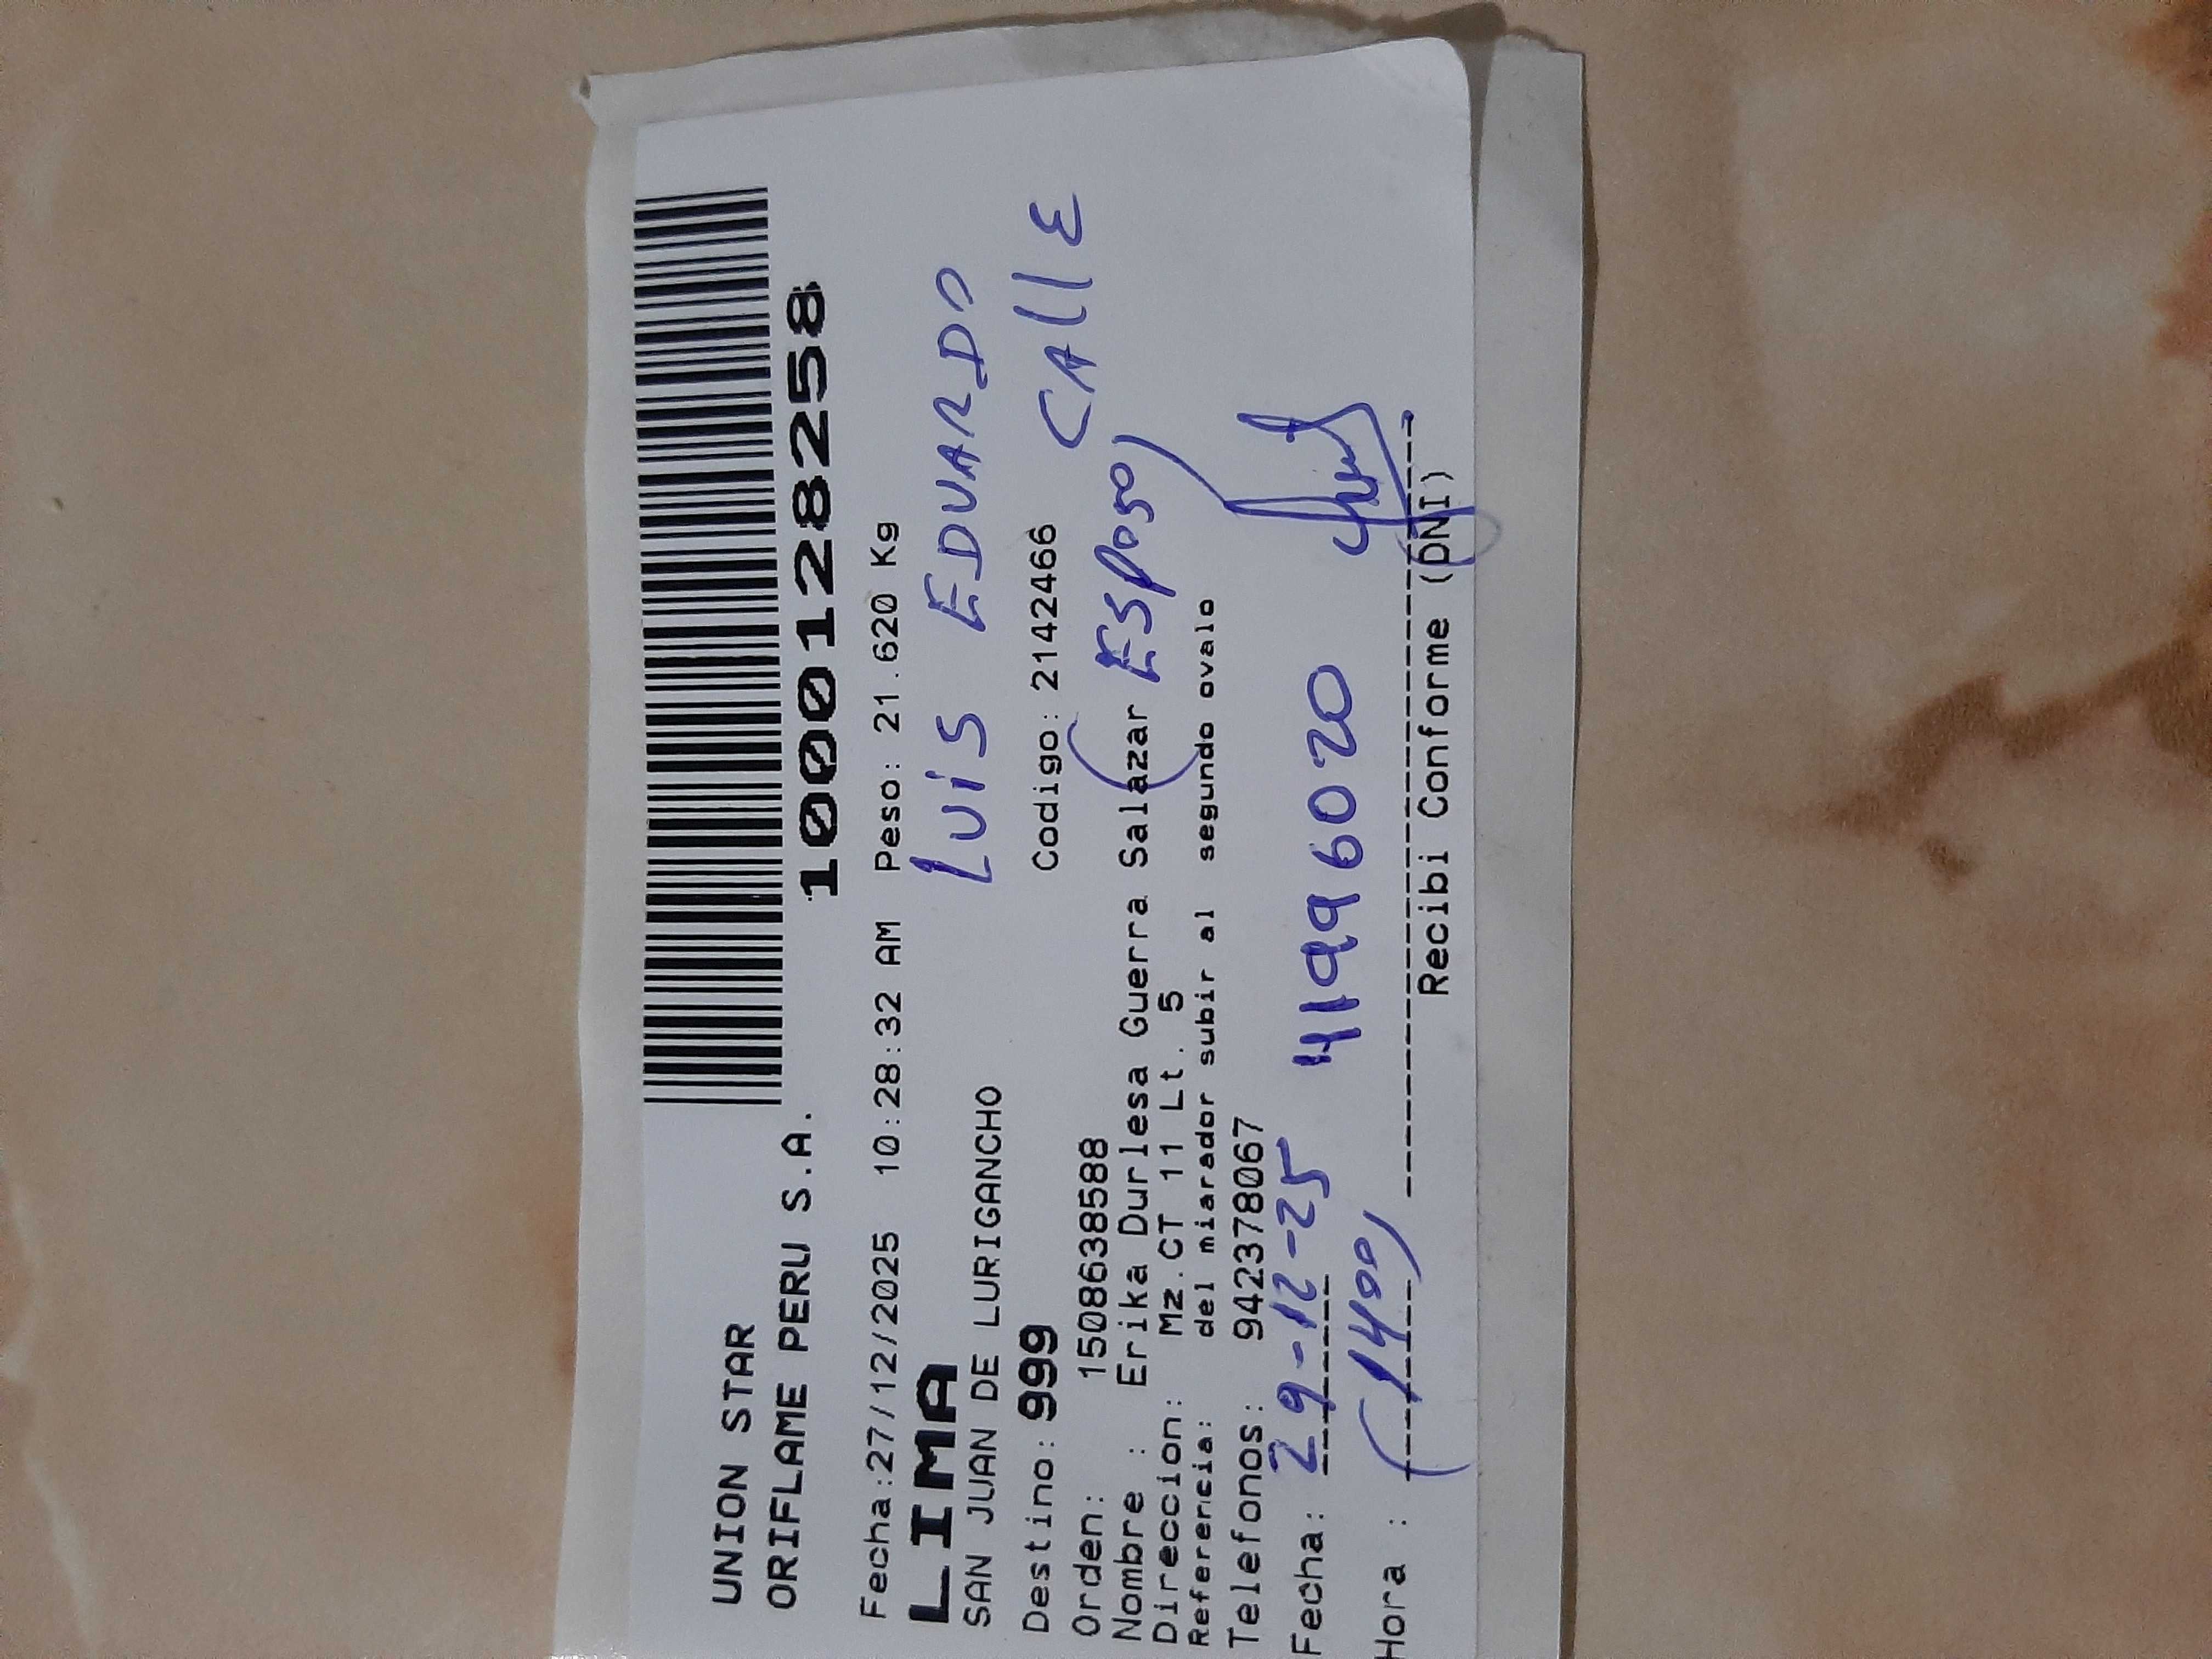 UNION STAR
ORIFLAME PERU S.A.
1000128258
Fecha:27/12/2025 10:28:32 AM Peso: 21.620 Kg
LIMA
LUIS EDUARDO
SAN JUAN DE LURIGANCHO
Destino: 999 Codigo: 2142466
CALLE
Orden: 1508638588
Nombre : Erika Durlesa Guerra Salazar
(ESPOSO)
Direccion: Mz.CT 11 Lt. 5
Referencia: del miarador subir al segundo ovalo
Telefonos: 942378067
Fecha: 29-12-25 41996020
Hora : (1400)
Recibi Conforme (DNI)